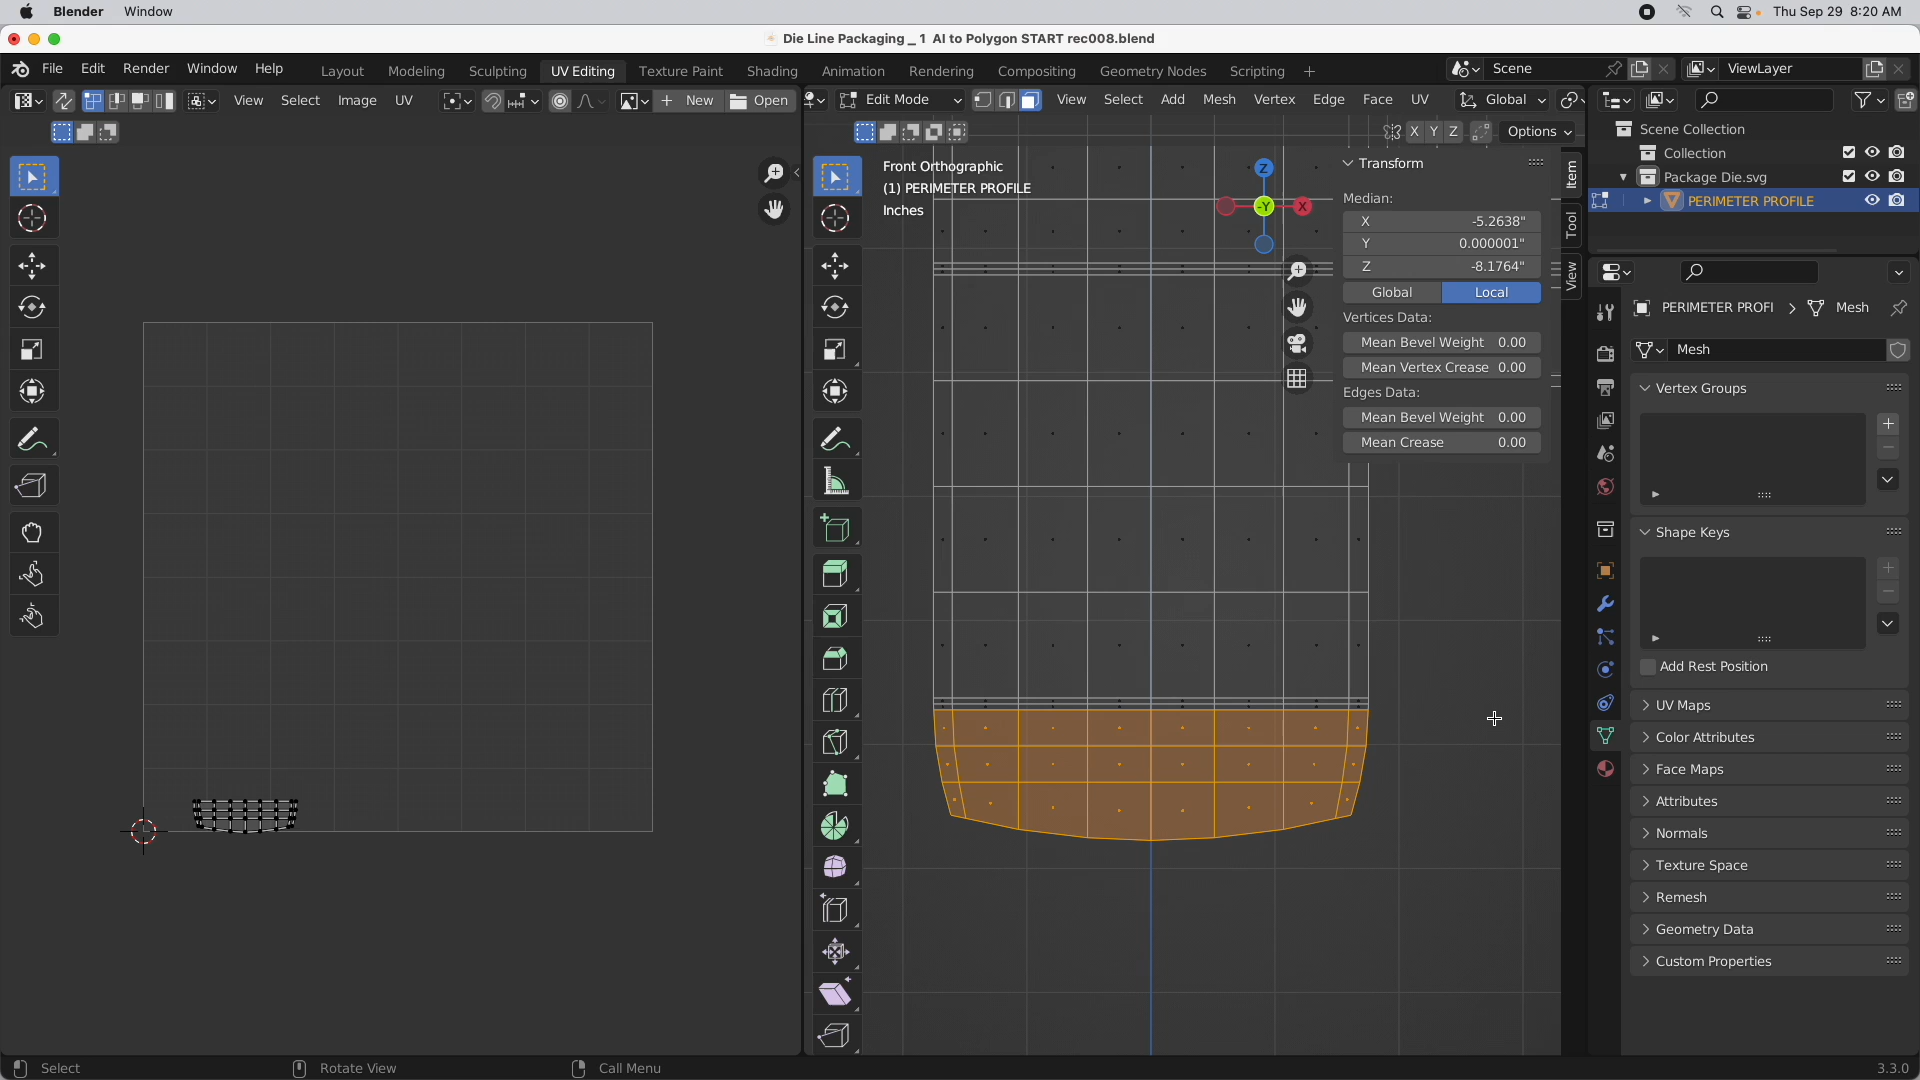 Blender Window Thu Sep 29 8:20 AM
Die Line Packaging _ 1 AI to Polygon START rec008.blend
File Edit Render Window Help Layout Modeling Sculpting UV Editing Texture Paint Shading Animation Rendering Compositing Geometry Nodes Scripting + Scene ViewLayer
View Select Image UV New Open Edit Mode View Select Add Mesh Vertex Edge Face UV Global
X Y Z Options
Front Orthographic
(1) PERIMETER PROFILE
Inches
Z
-Y
X
Transform
Median:
X -5.2638"
Y 0.000001"
Z -8.1764"
Global Local
Vertices Data:
Mean Bevel Weight 0.00
Mean Vertex Crease 0.00
Edges Data:
Mean Bevel Weight 0.00
Mean Crease 0.00
Item
Tool
View
Scene Collection
Collection
Package Die.svg
PERIMETER PROFILE
PERIMETER PROFI Mesh
Mesh
Vertex Groups
Shape Keys
Add Rest Position
UV Maps
Color Attributes
Face Maps
Attributes
Normals
Texture Space
Remesh
Geometry Data
Custom Properties
Select Rotate View Call Menu 3.3.0